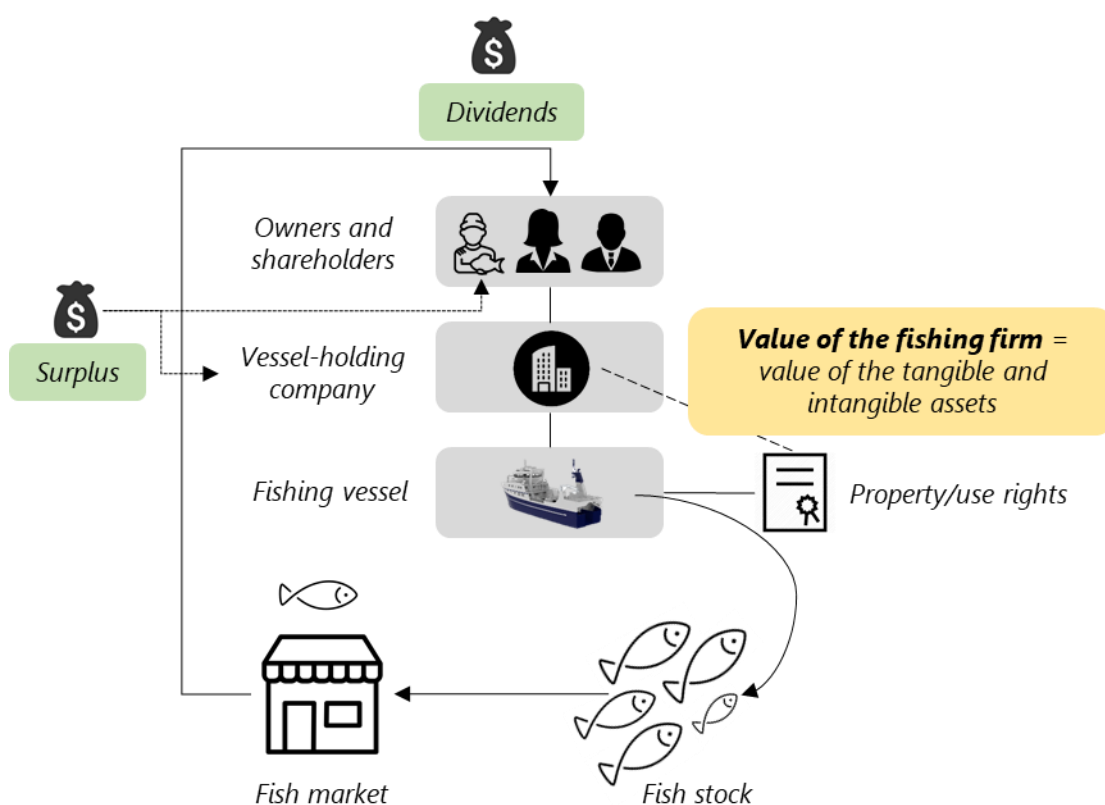 $
Dividends
Owners and
shareholders
$
Surplus
Vessel-holding
company
Value of the fishing firm =
value of the tangible and
intangible assets
Fishing vessel
Property/use rights
Fish market
Fish stock